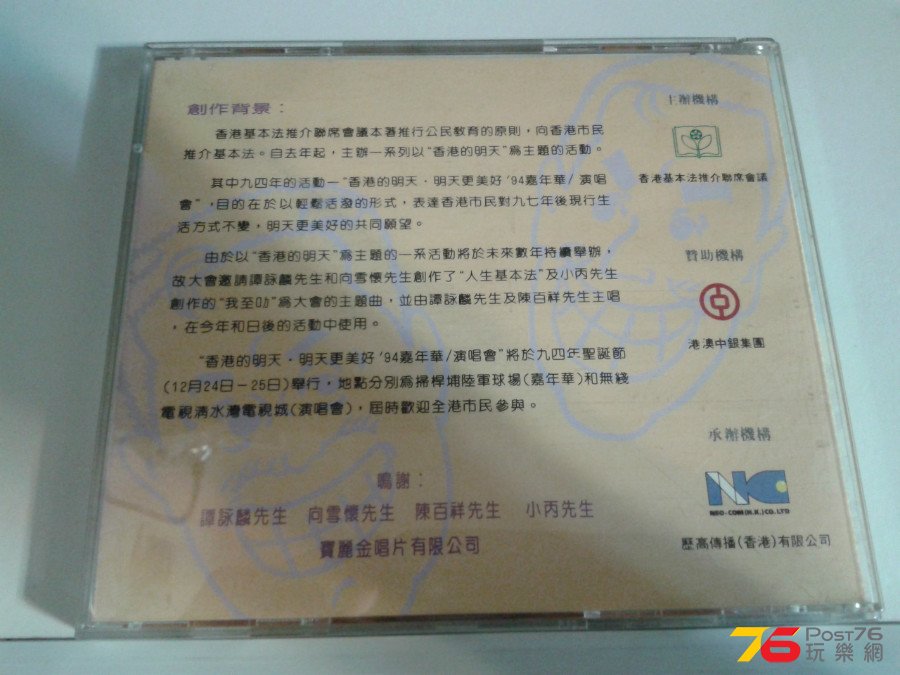 創作背景：
香港基本法推介聯席會議本著推行公民教育的原則，向香港市民
推介基本法。自去年起，主辦一系列以“香港的明天”為主題的活動。
其中九四年的活動－“香港的明天．明天更美好'94嘉年華/演唱
會”，目的在於以輕鬆活潑的形式，表達香港市民對九七年後現行生
活方式不變，明天更美好的共同願望。
由於以“香港的明天”為主題的一系活動將於未來數年持續舉辦，
故大會邀請譚詠麟先生和向雪懷先生創作了“人生基本法”及小丙先生
創作的“我至叻”為大會的主題曲，並由譚詠麟先生及陳百祥先生主唱
，在今年和日後的活動中使用。
“香港的明天．明天更美好'94嘉年華/演唱會”將於九四年聖誕節
(12月24日－25日)舉行，地點分別為掃桿埔陸軍球場(嘉年華)和無綫
電視清水灣電視城(演唱會)，屆時歡迎全港市民參與。
鳴謝：
譚詠麟先生 向雪懷先生 陳百祥先生 小丙先生
寶麗金唱片有限公司
主辦機構
香港基本法推介聯席會議
贊助機構
港澳中銀集團
承辦機構
NC
NEO-COM(H.K.)CO.LTD
歷高傳播(香港)有限公司
76 Post76
玩樂網